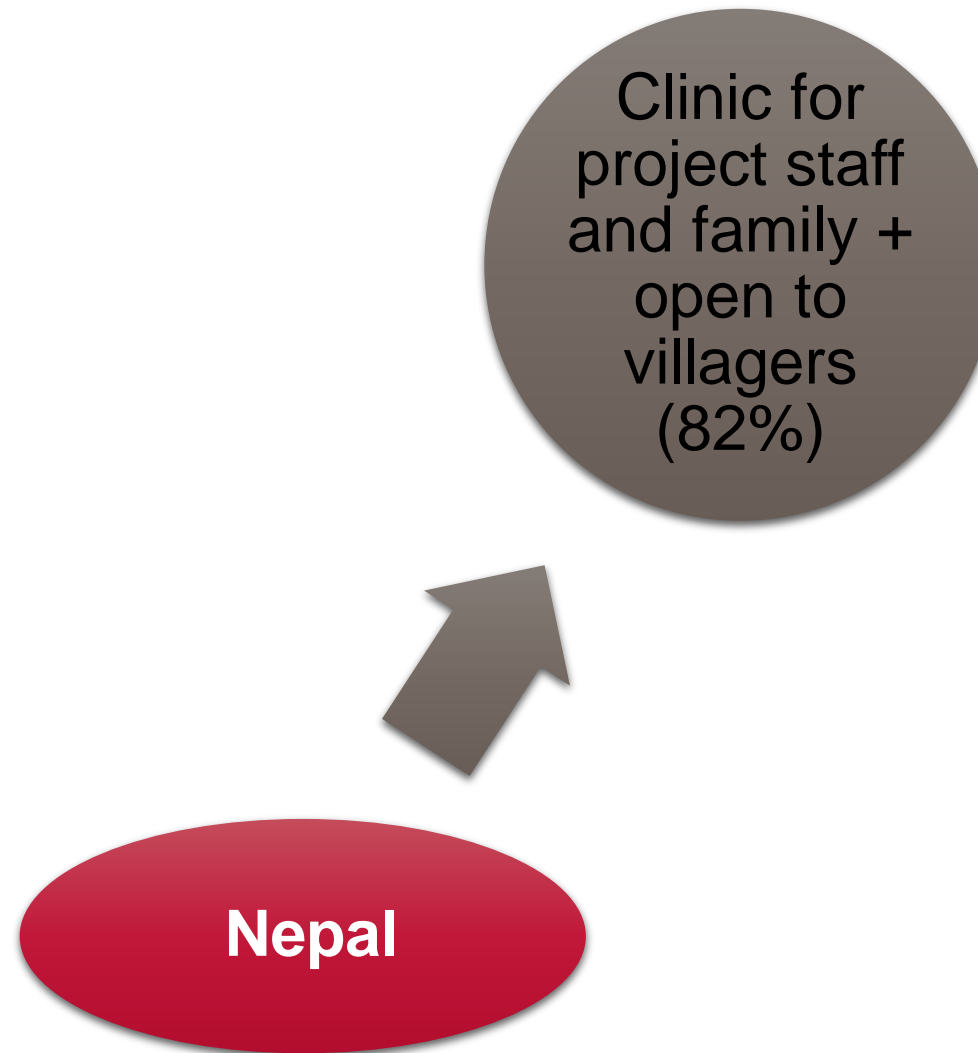 Clinic for
project staff
and family +
open to
villagers
(82%)
Nepal